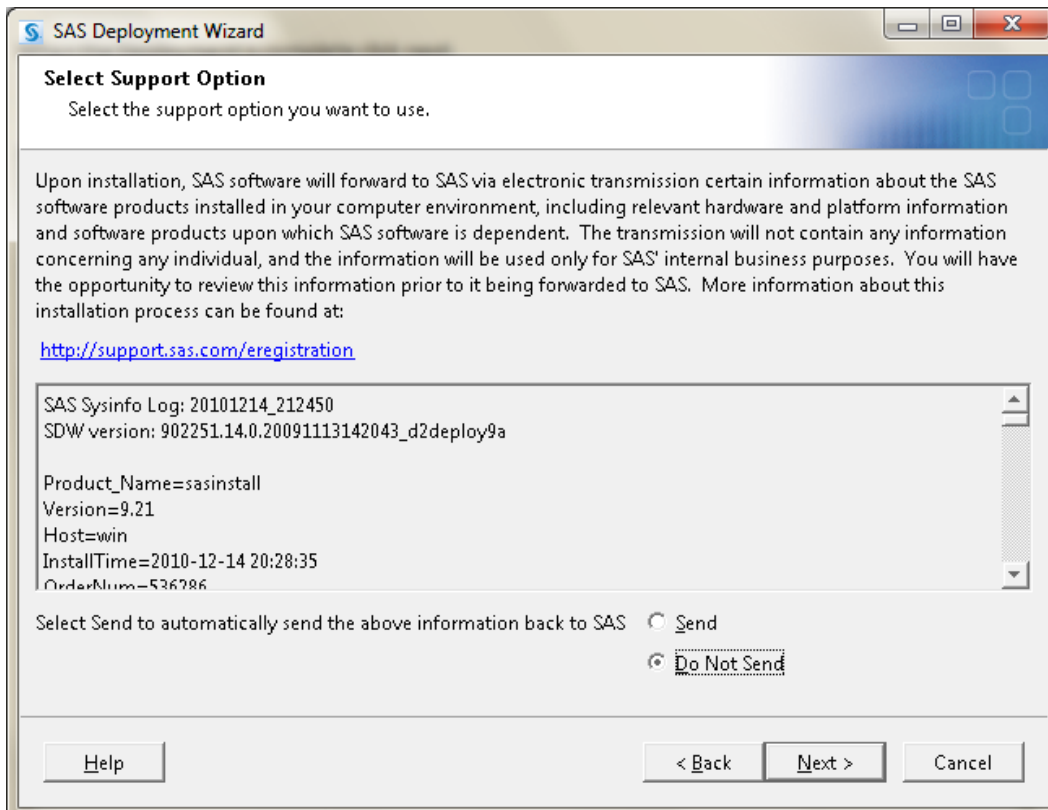 SAS Deployment Wizard
Select Support Option
Select the support option you want to use.
Upon installation, SAS software will forward to SAS via electronic transmission certain information about the SAS
software products installed in your computer environment, including relevant hardware and platform information
and software products upon which SAS software is dependent. The transmission will not contain any information
concerning any individual, and the information will be used only for SAS' internal business purposes. You will have
the opportunity to review this information prior to it being forwarded to SAS. More information about this
installation process can be found at:
http://support.sas.com/eregistration
SAS Sysinfo Log: 20101214_212450
SDW version: 902251.14.0.20091113142043_d2deploy9a
Product_Name=sasinstall
Version=9.21
Host=win
InstallTime=2010-12-14 20:28:35
OrderNum=536286
Select Send to automatically send the above information back to SAS Send
Do Not Send
Help < Back Next > Cancel